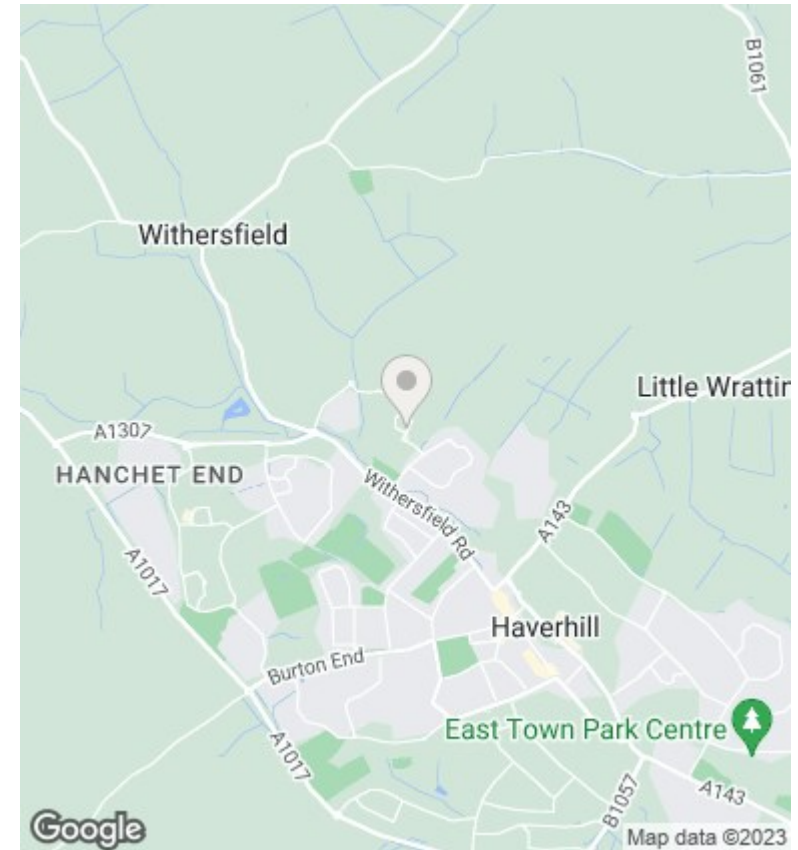 B1061
Withersfield
Little Wrattin
A1307
HANCHET END
Withersfield Rd
A143
A1017
Haverhill
Burton End
East Town Park Centre
A1017
B1057
A143
Google
Map data ©2023